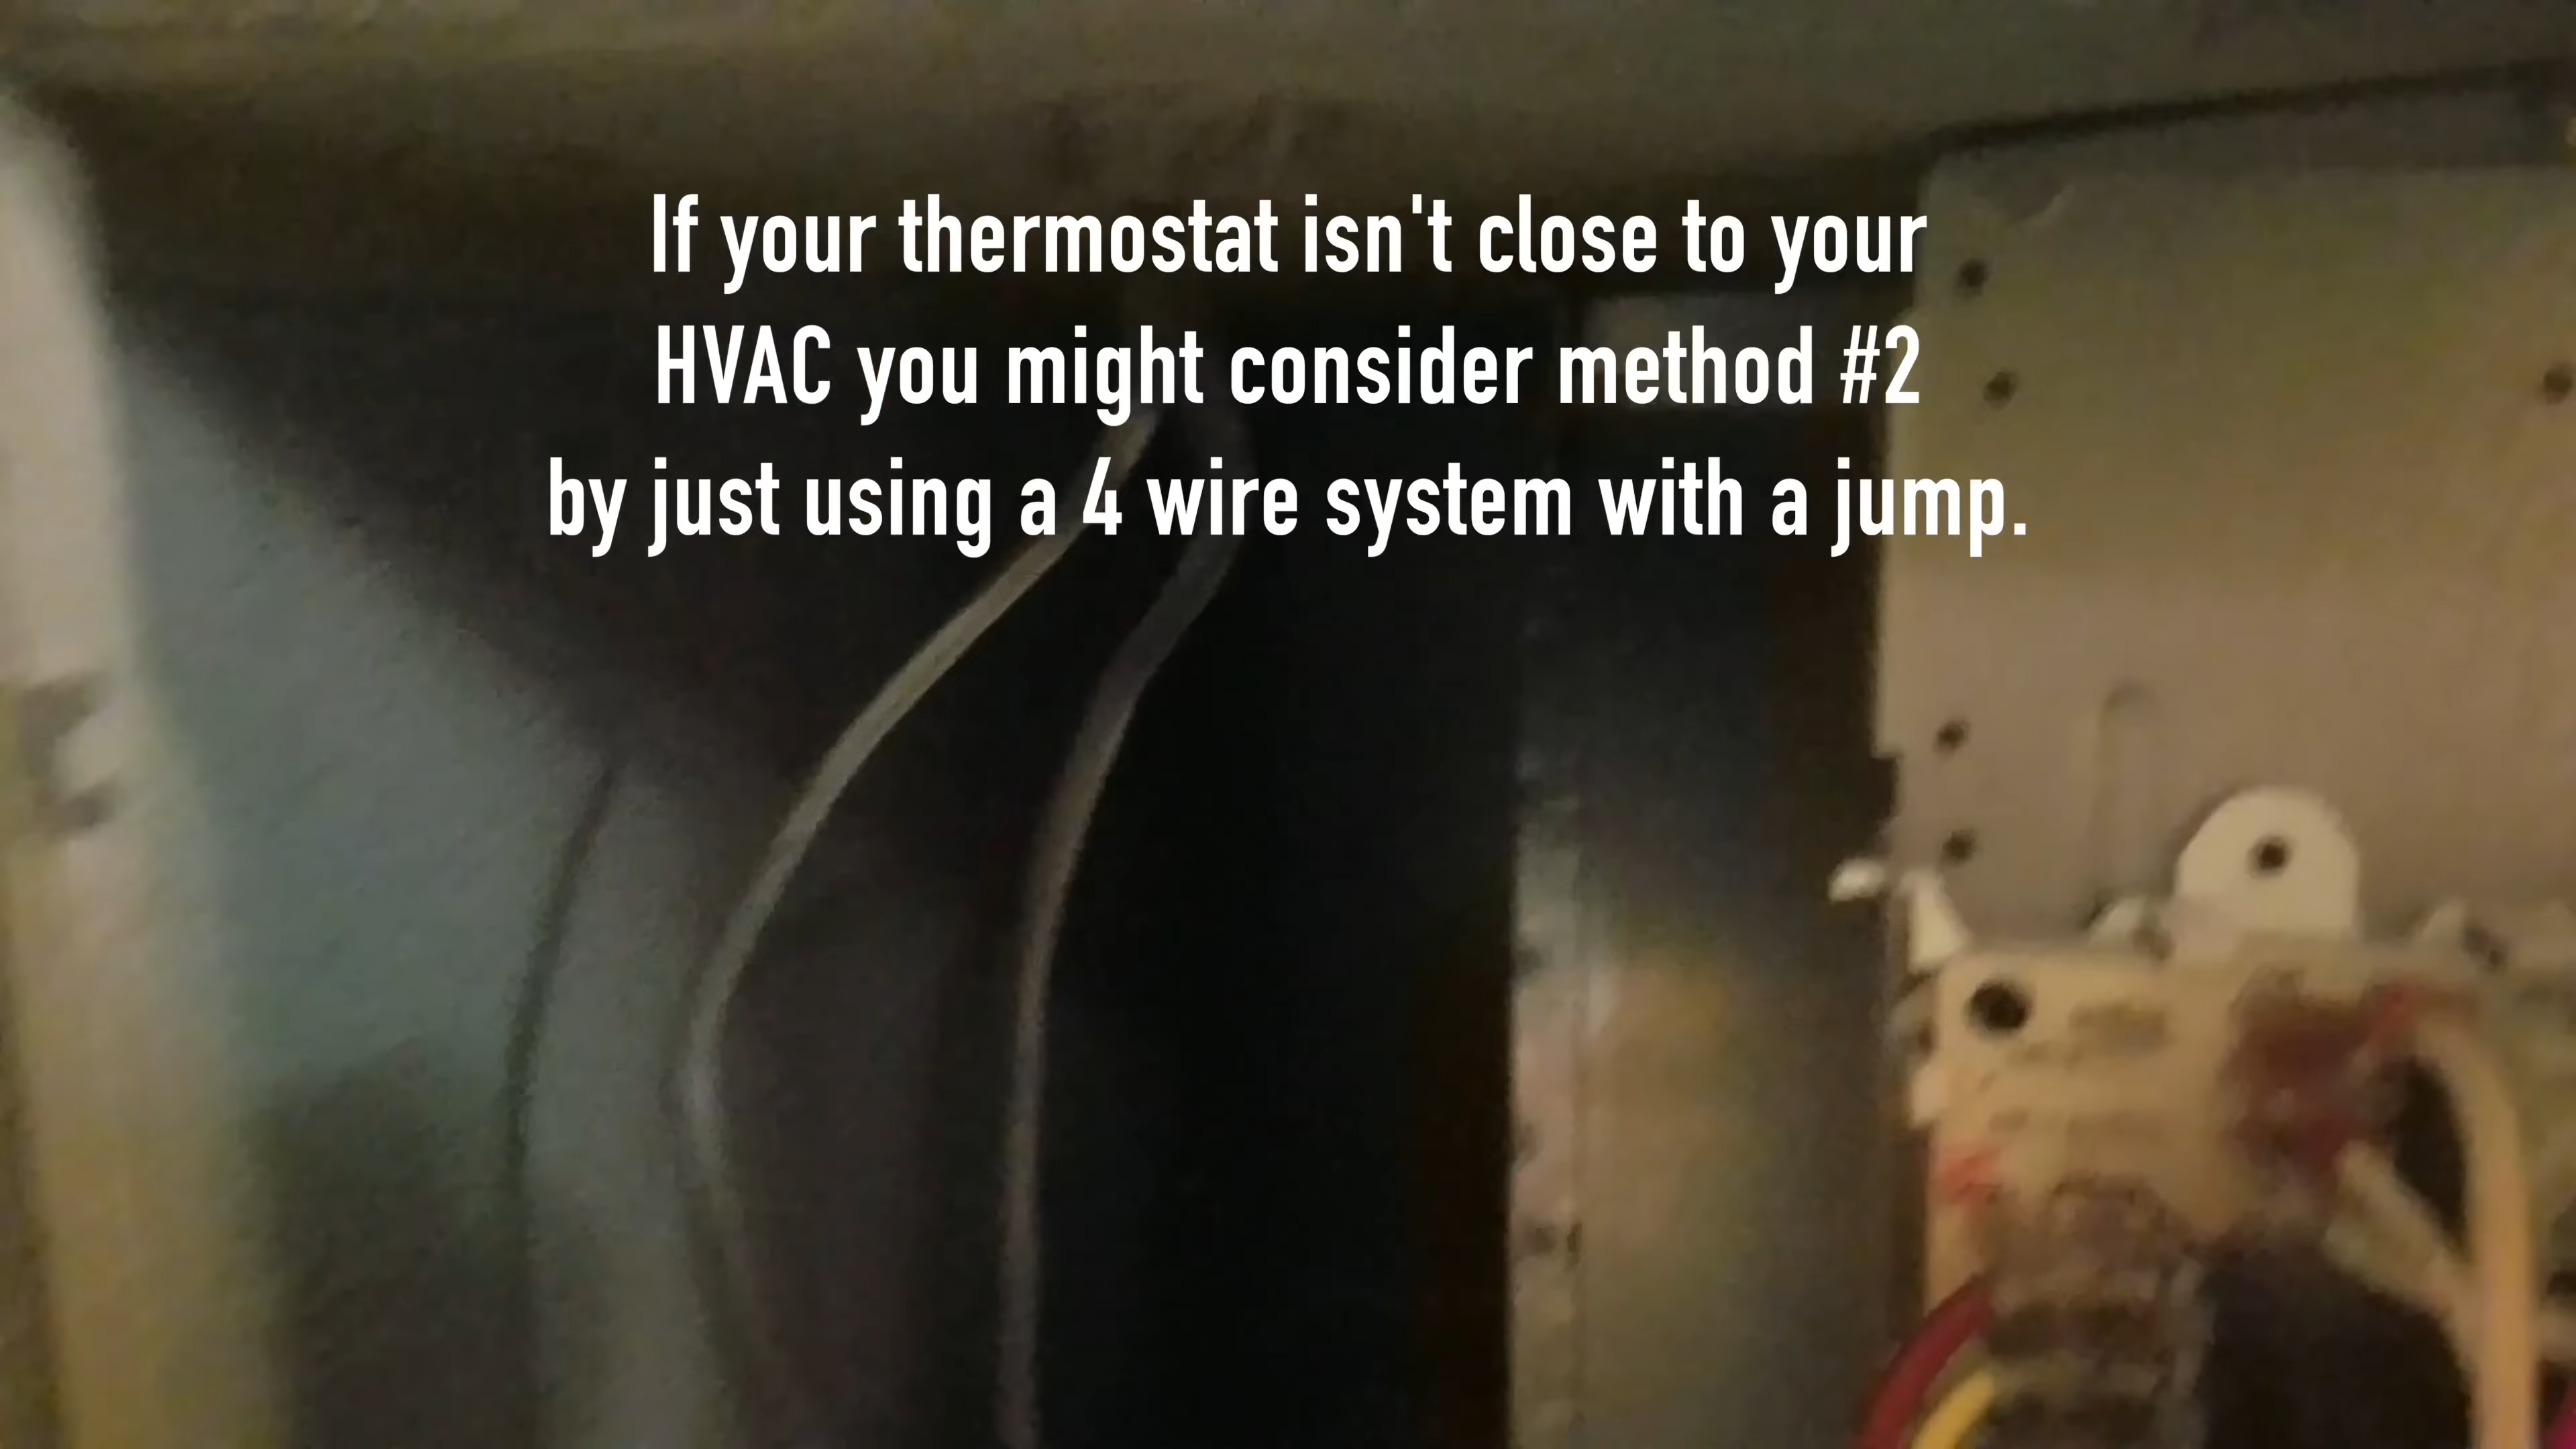 If your thermostat isn't close to your
HVAC you might consider method #2
by just using a 4 wire system with a jump.